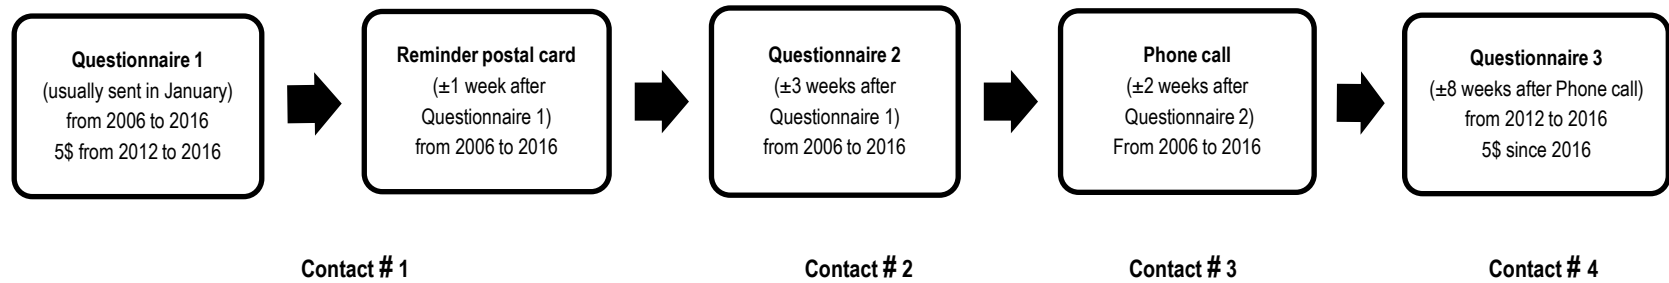 Questionnaire 1
(usually sent in January)
from 2006 to 2016
5$ from 2012 to 2016
Reminder postal card
(±1 week after
Questionnaire 1)
from 2006 to 2016
Questionnaire 2
(±3 weeks after
Questionnaire 1)
from 2006 to 2016
Phone call
(±2 weeks after
Questionnaire 2)
From 2006 to 2016
Questionnaire 3
(±8 weeks after Phone call)
from 2012 to 2016
5$ since 2016
Contact # 1
Contact # 2
Contact # 3
Contact # 4